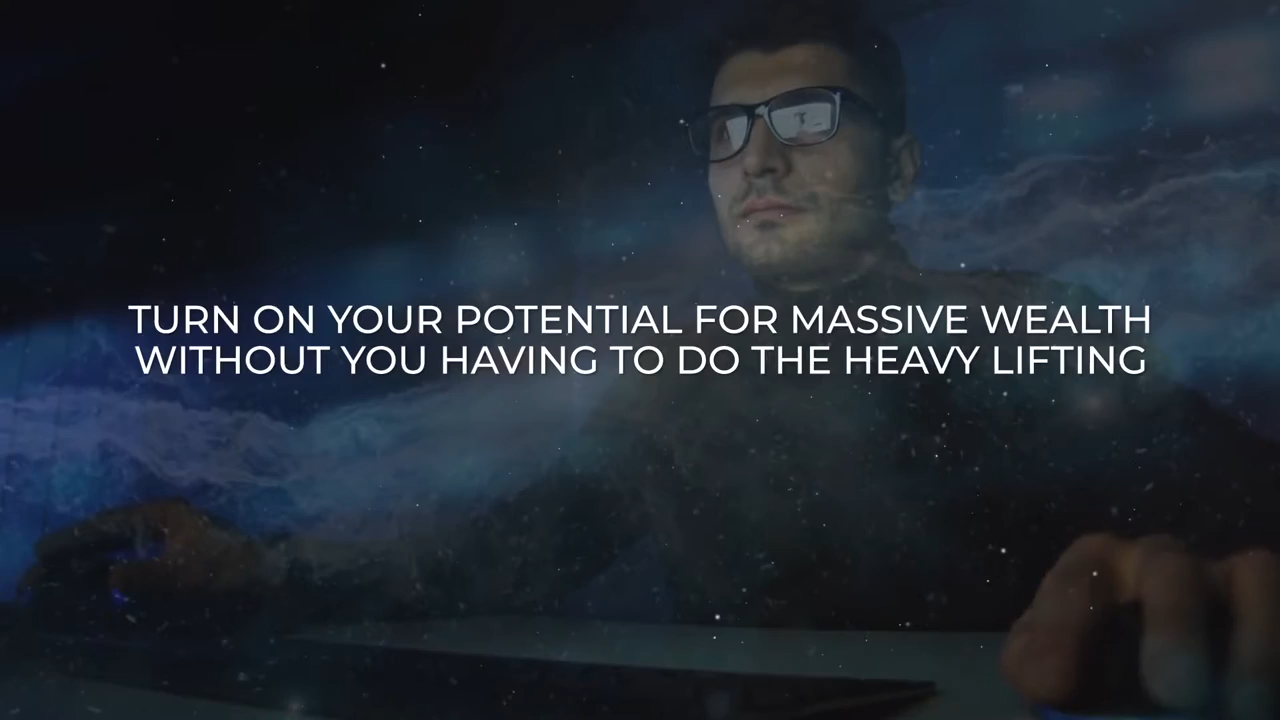 TURN ON YOUR POTENTIAL FOR MASSIVE WEALTH
WITHOUT YOU HAVING TO DO THE HEAVY LIFTING